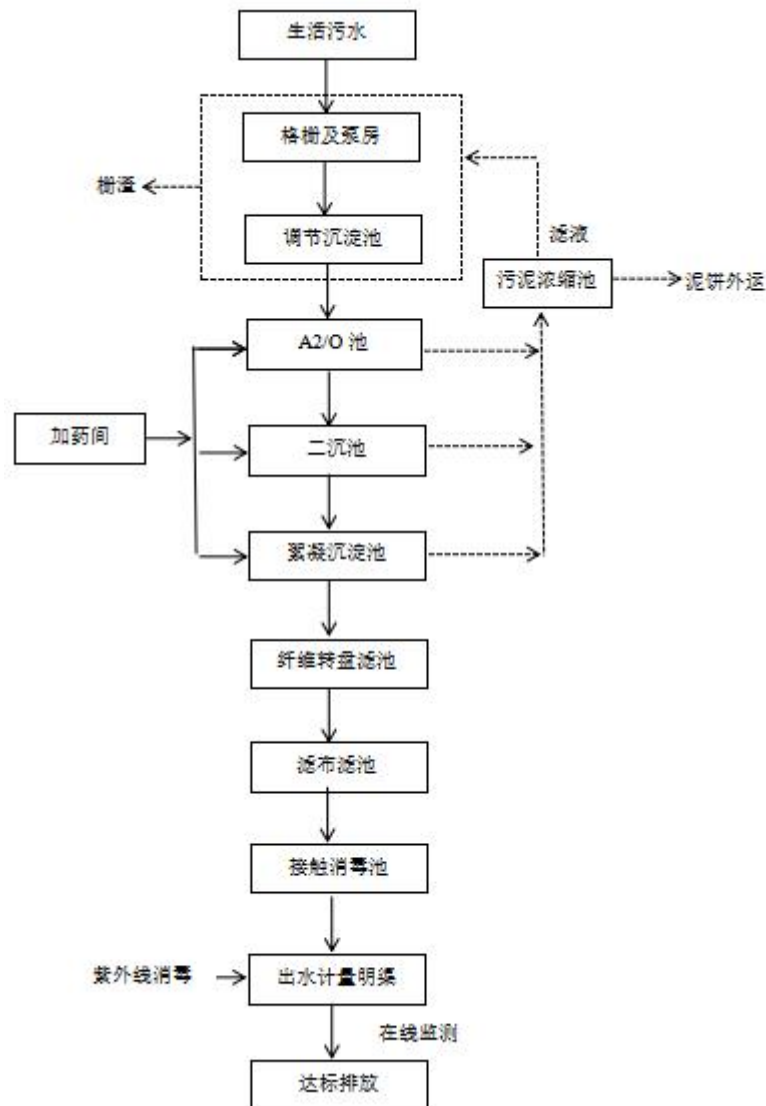 生活污水
格栅及泵房
栅渣
调节沉淀池
滤液
污泥浓缩池
泥饼外运
A2/O 池
加药间
二沉池
絮凝沉淀池
纤维转盘滤池
滤布滤池
接触消毒池
紫外线消毒
出水计量明渠
在线监测
达标排放